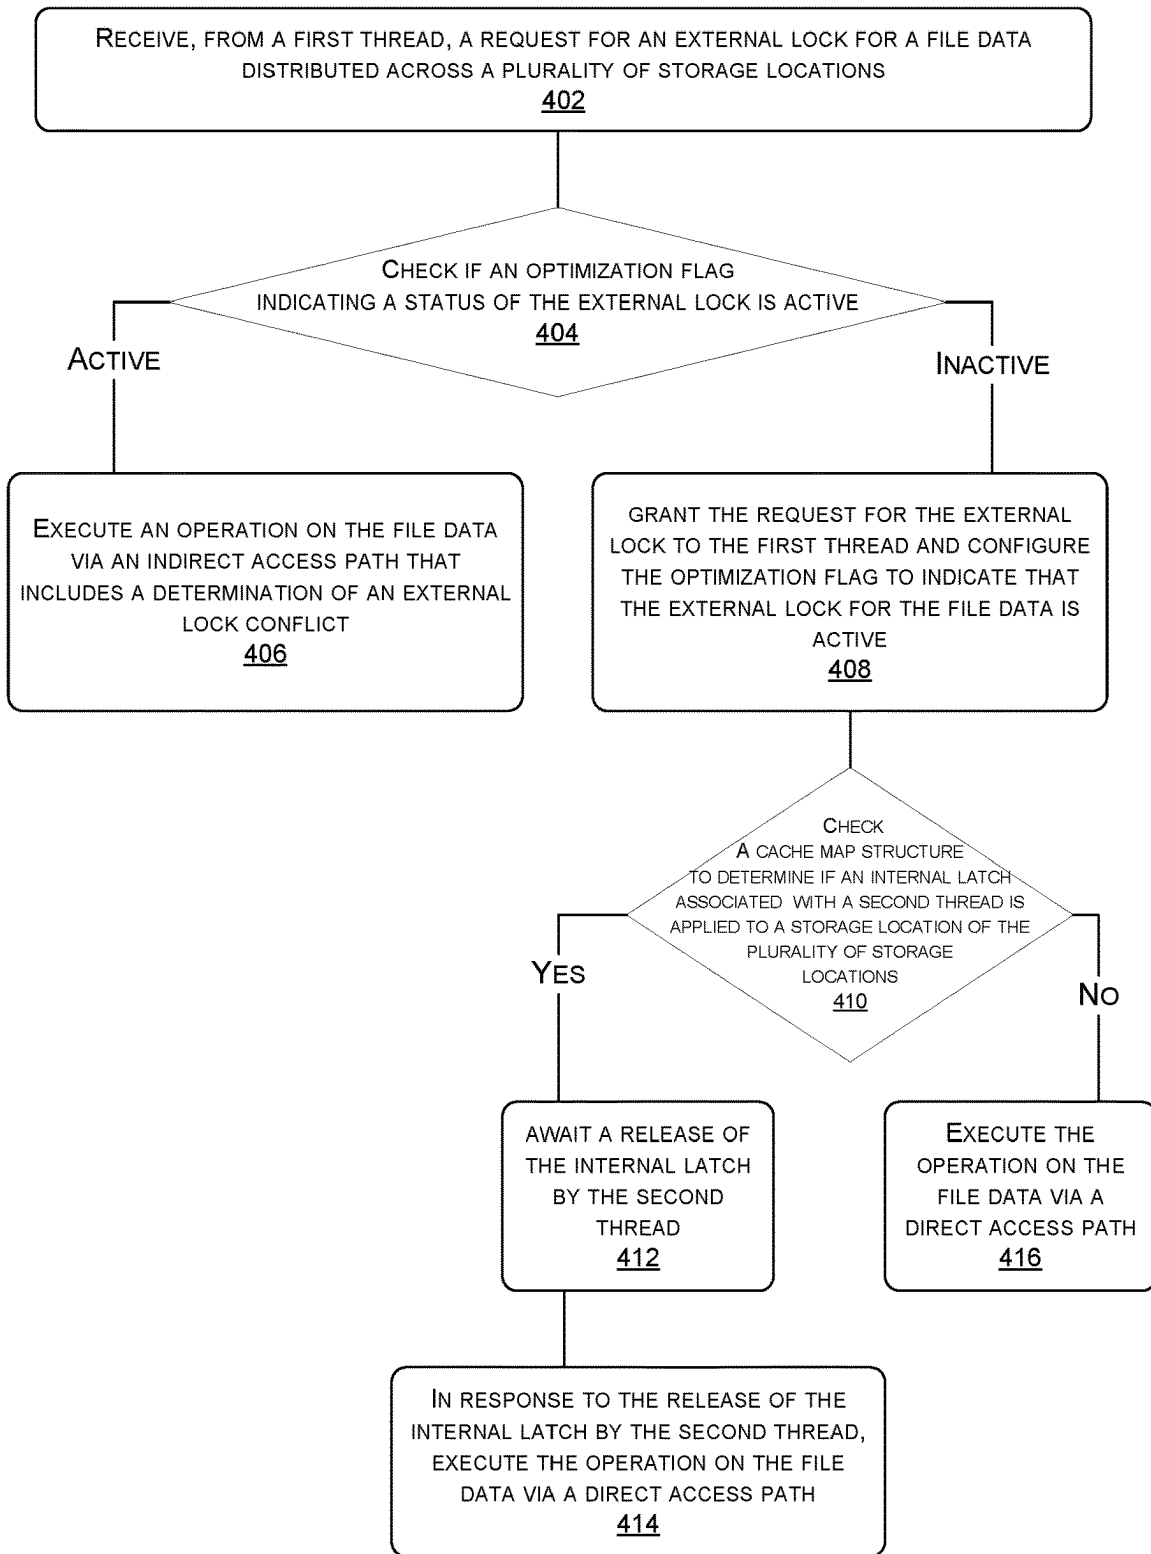 RECEIVE, FROM A FIRST THREAD, A REQUEST FOR AN EXTERNAL LOCK FOR A FILE DATA
DISTRIBUTED ACROSS A PLURALITY OF STORAGE LOCATIONS
402
CHECK IF AN OPTIMIZATION FLAG
INDICATING A STATUS OF THE EXTERNAL LOCK IS ACTIVE
404
ACTIVE
INACTIVE
EXECUTE AN OPERATION ON THE FILE DATA
VIA AN INDIRECT ACCESS PATH THAT
INCLUDES A DETERMINATION OF AN EXTERNAL
LOCK CONFLICT
406
GRANT THE REQUEST FOR THE EXTERNAL
LOCK TO THE FIRST THREAD AND CONFIGURE
THE OPTIMIZATION FLAG TO INDICATE THAT
THE EXTERNAL LOCK FOR THE FILE DATA IS
ACTIVE
408
CHECK
A CACHE MAP STRUCTURE
TO DETERMINE IF AN INTERNAL LATCH
ASSOCIATED WITH A SECOND THREAD IS
APPLIED TO A STORAGE LOCATION OF THE
PLURALITY OF STORAGE
LOCATIONS
410
YES
NO
AWAIT A RELEASE OF
THE INTERNAL LATCH
BY THE SECOND
THREAD
412
EXECUTE THE
OPERATION ON THE
FILE DATA VIA A
DIRECT ACCESS PATH
416
IN RESPONSE TO THE RELEASE OF THE
INTERNAL LATCH BY THE SECOND THREAD,
EXECUTE THE OPERATION ON THE FILE
DATA VIA A DIRECT ACCESS PATH
414